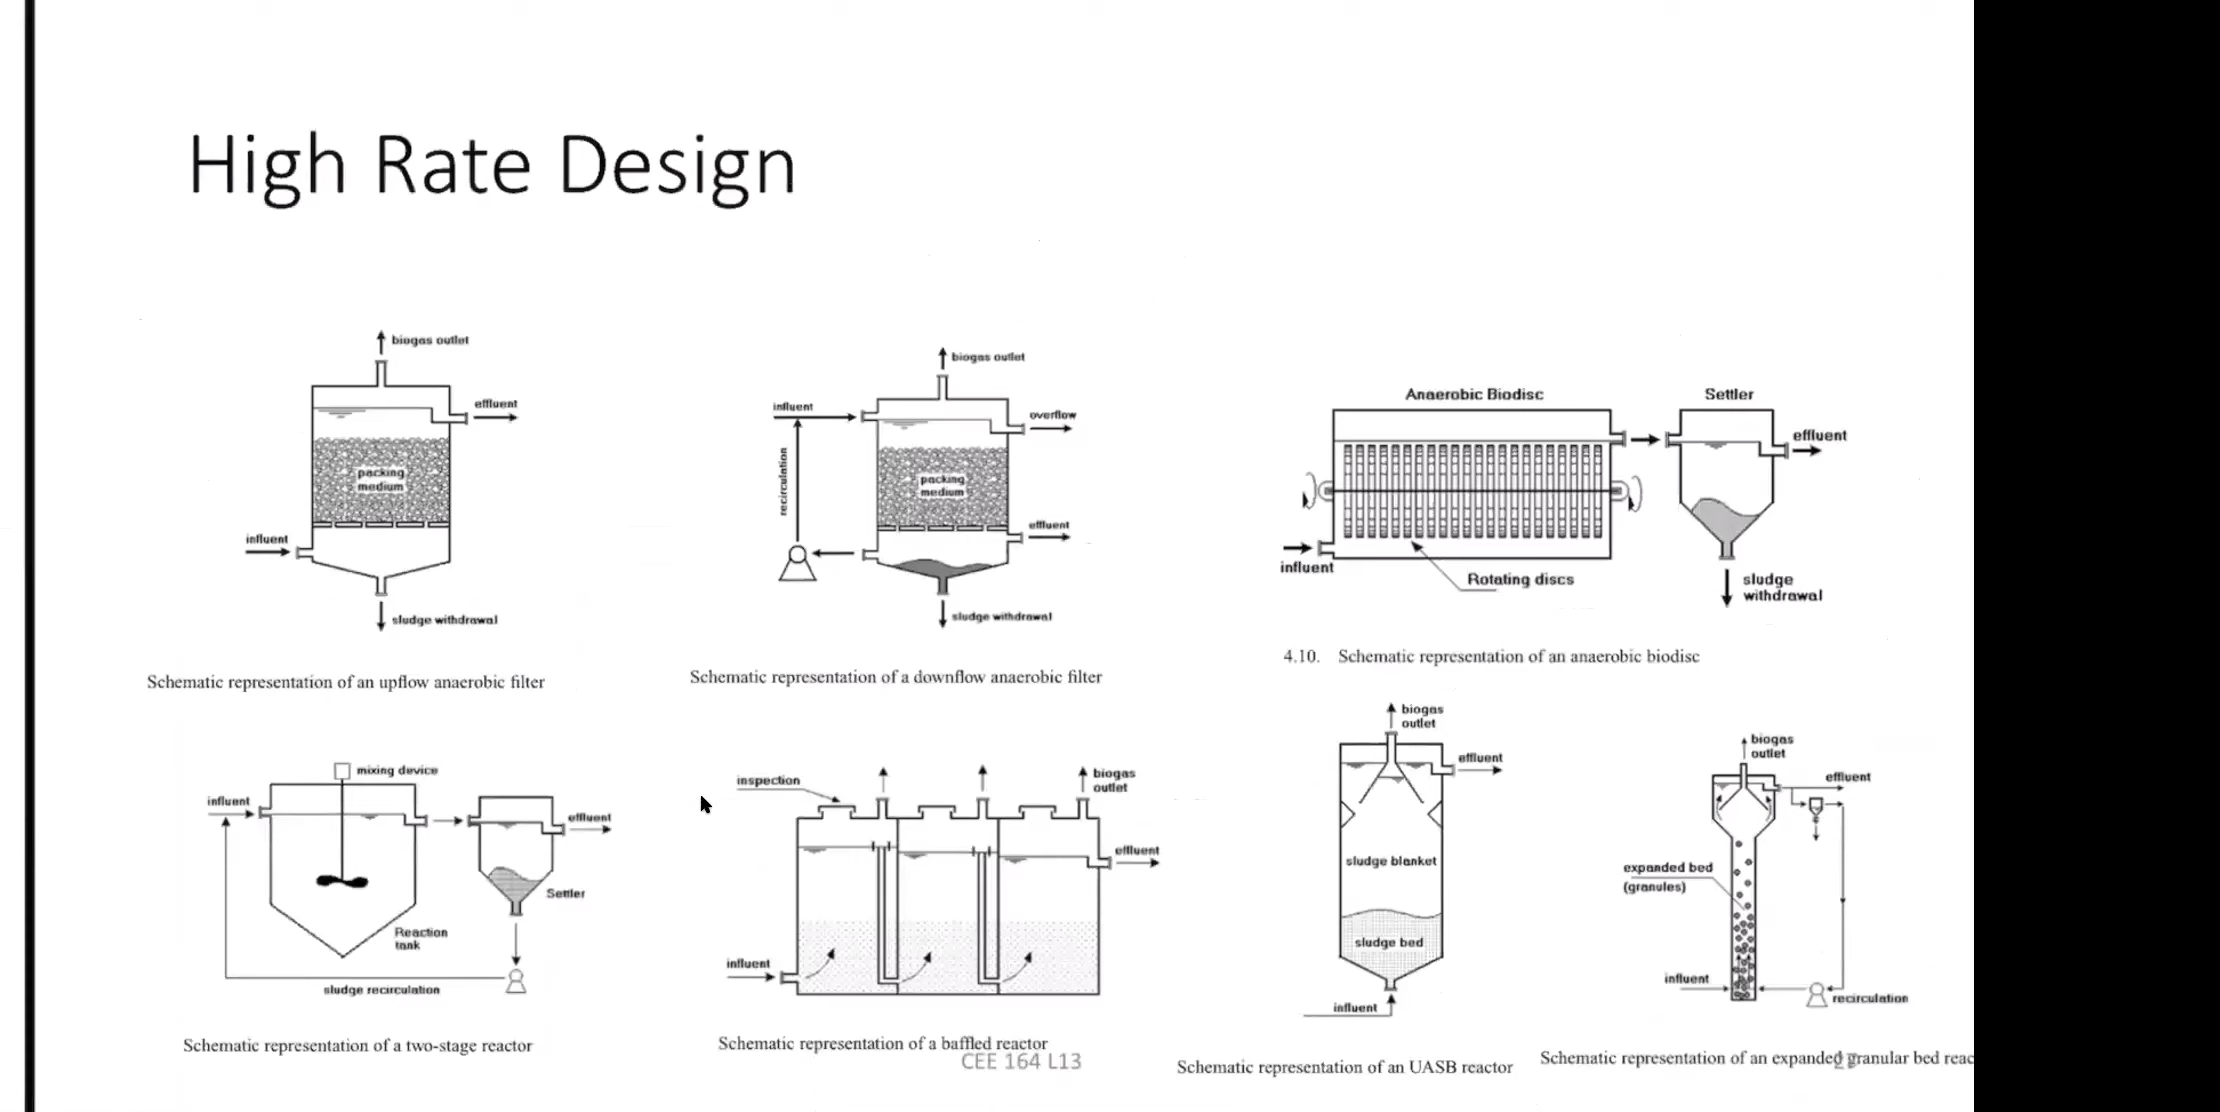 High Rate Design
biogas outlet
effluent
packing
medium
influent
sludge withdrawal
Schematic representation of an upflow anaerobic filter
biogas outlet
influent
overflow
recirculation
packing
medium
effluent
sludge withdrawal
Schematic representation of a downflow anaerobic filter
Anaerobic Biodisc
Settler
effluent
influent
Rotating discs
sludge
withdrawal
4.10. Schematic representation of an anaerobic biodisc
mixing device
influent
effluent
Settler
Reaction
tank
sludge recirculation
Schematic representation of a two-stage reactor
inspection
biogas
outlet
effluent
influent
Schematic representation of a baffled reactor
CEE 164 L13
biogas
outlet
effluent
sludge blanket
sludge bed
influent
Schematic representation of an UASB reactor
biogas
outlet
effluent
expanded bed
(granules)
influent
recirculation
Schematic representation of an expanded granular bed reac